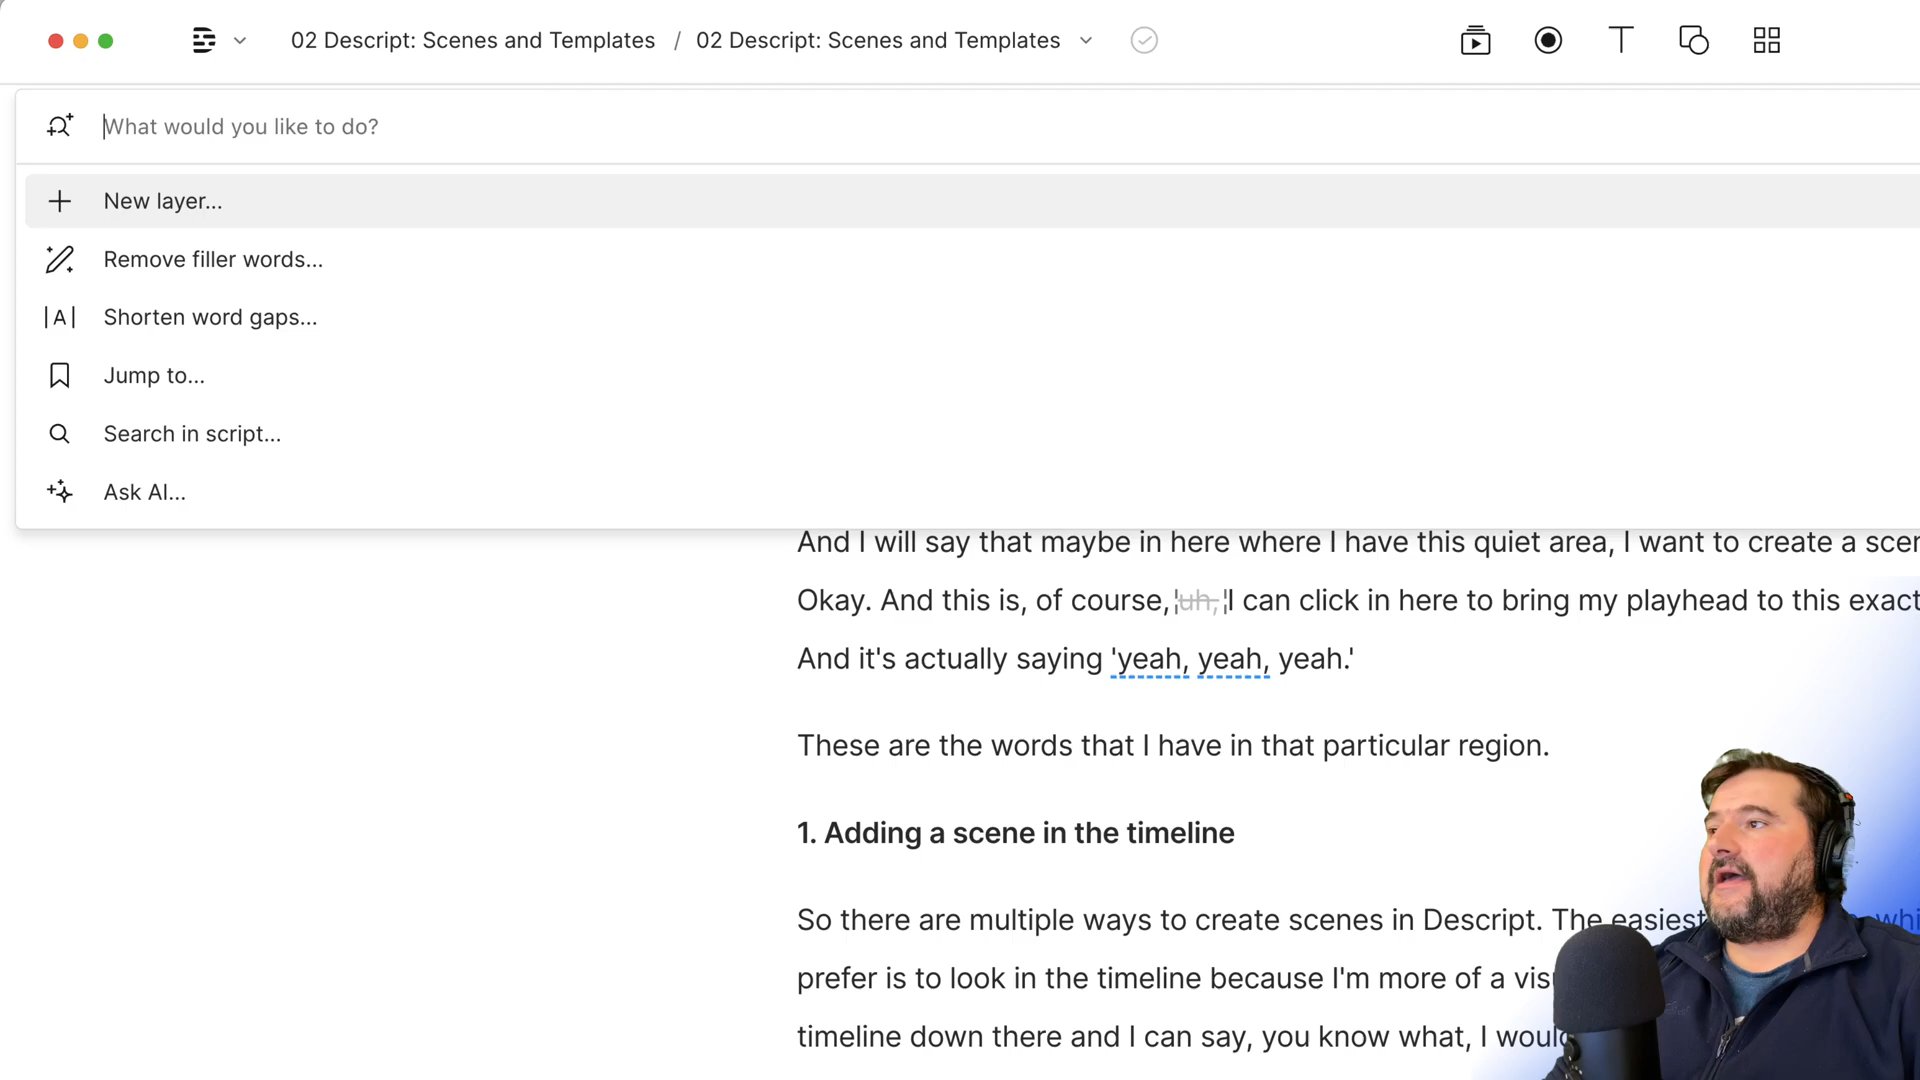 02 Descript: Scenes and Templates / 02 Descript: Scenes and Templates
What would you like to do?
New layer...
Remove filler words...
|A| Shorten word gaps...
Jump to...
Search in script...
Ask AI...
And I will say that maybe in here where I have this quiet area, I want to create a
Okay. And this is, of course, uh, I can click in here to bring my playhead to this exact
And it's actually saying 'yeah, yeah, yeah.'
These are the words that I have in that particular region.
1. Adding a scene in the timeline
So there are multiple ways to create scenes in Descript. The easiest
prefer is to look in the timeline because I'm more of a
timeline down there and I can say, you know what, I would